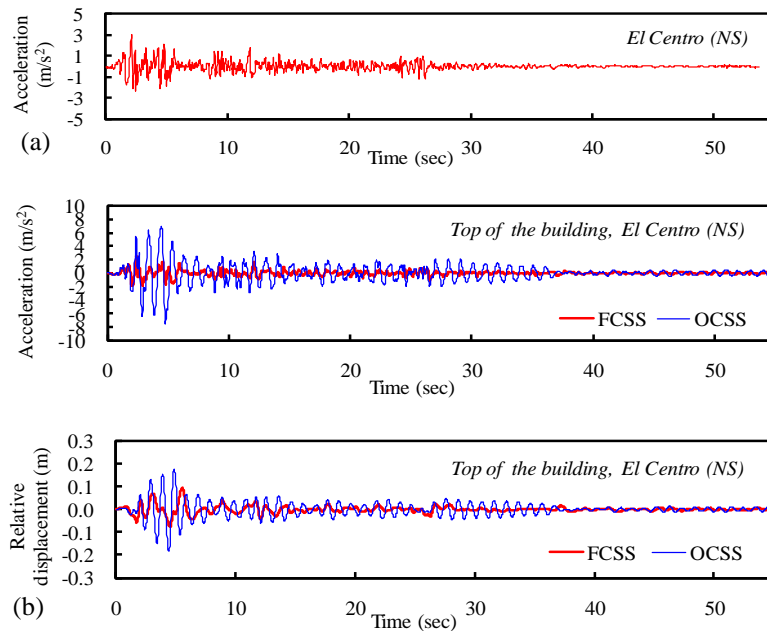 5
3
1
-1
-3
-5
Acceleration
(m/s²)
El Centro (NS)
(a)
0 10 20 30 40 50
Time (sec)
10
8
6
4
2
0
-2
-4
-6
-8
-10
Acceleration (m/s²)
Top of the building, El Centro (NS)
FCSS OCSS
0 10 20 30 40 50
Time (sec)
0.3
0.2
0.1
0.0
-0.1
-0.2
-0.3
Relative
displacement (m)
Top of the building, El Centro (NS)
FCSS OCSS
(b)
0 10 20 30 40 50
Time (sec)